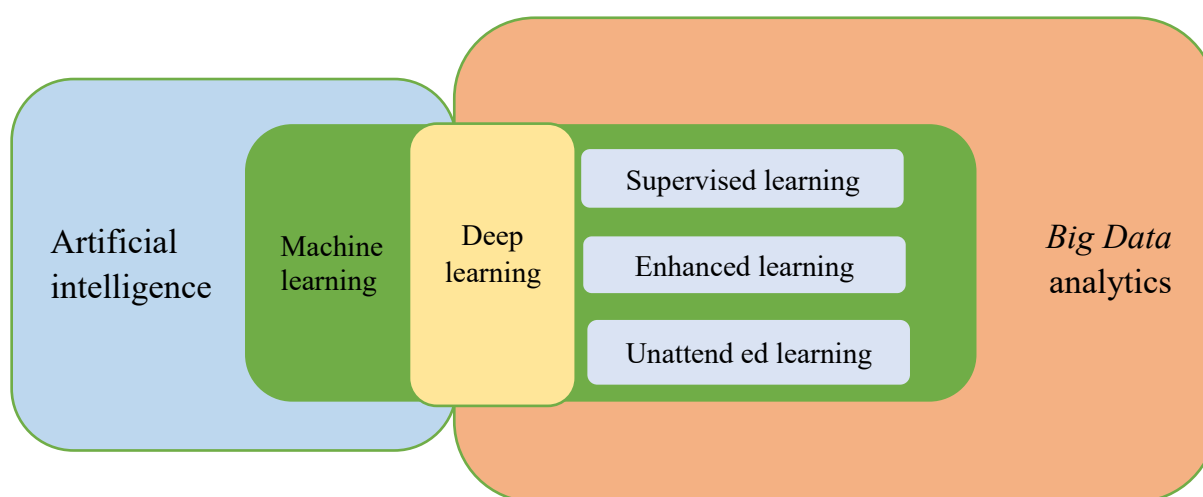 Artificial
intelligence
Machine
learning
Deep
learning
Supervised learning
Enhanced learning
Unattend ed learning
Big Data
analytics